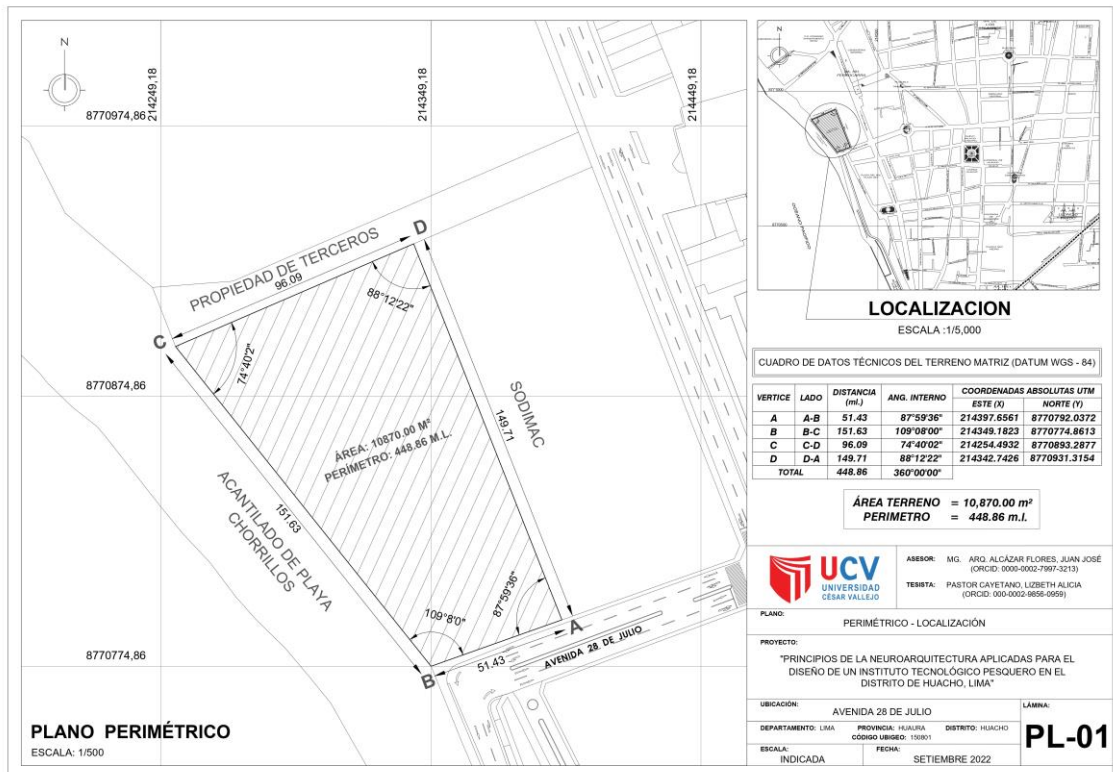 N
214249,18
214349,18
214449,18
8770974,86
8770874,86
8770774,86
PROPIEDAD DE TERCEROS
96.09
D
C
88°12'22"
74°40'2"
SODIMAC
149.71
ÁREA: 10870.00 M²
PERÍMETRO: 448.86 M.L.
ACANTILADO DE PLAYA
CHORRILLOS
151.63
109°8'0"
87°59'36"
A
B
51.43
AVENIDA 28 DE JULIO
PLANO PERIMÉTRICO
ESCALA: 1/500
N
LOCALIZACION
ESCALA :1/5,000
CUADRO DE DATOS TÉCNICOS DEL TERRENO MATRIZ (DATUM WGS - 84)
VERTICE LADO DISTANCIA (ml.) ANG. INTERNO COORDENADAS ABSOLUTAS UTM
ESTE (X) NORTE (Y)
A A-B 51.43 87°59'36" 214397.6561 8770792.0372
B B-C 151.63 109°08'00" 214349.1823 8770774.8613
C C-D 96.09 74°40'02" 214254.4932 8770893.2877
D D-A 149.71 88°12'22" 214342.7426 8770931.3154
TOTAL 448.86 360°00'00"
ÁREA TERRENO = 10,870.00 m²
PERIMETRO = 448.86 m.l.
UCV
UNIVERSIDAD
CÉSAR VALLEJO
ASESOR: MG. ARQ. ALCÁZAR FLORES, JUAN JOSÉ
(ORCID: 0000-0002-7997-3213)
TESISTA: PASTOR CAYETANO, LIZBETH ALICIA
(ORCID: 000-0002-9856-0959)
PLANO:
PERIMÉTRICO - LOCALIZACIÓN
PROYECTO:
"PRINCIPIOS DE LA NEUROARQUITECTURA APLICADAS PARA EL
DISEÑO DE UN INSTITUTO TECNOLÓGICO PESQUERO EN EL
DISTRITO DE HUACHO, LIMA"
UBICACIÓN:
AVENIDA 28 DE JULIO
DEPARTAMENTO: LIMA PROVINCIA: HUAURA DISTRITO: HUACHO
CÓDIGO UBIGEO: 150801
ESCALA:
INDICADA
FECHA:
SETIEMBRE 2022
LÁMINA:
PL-01